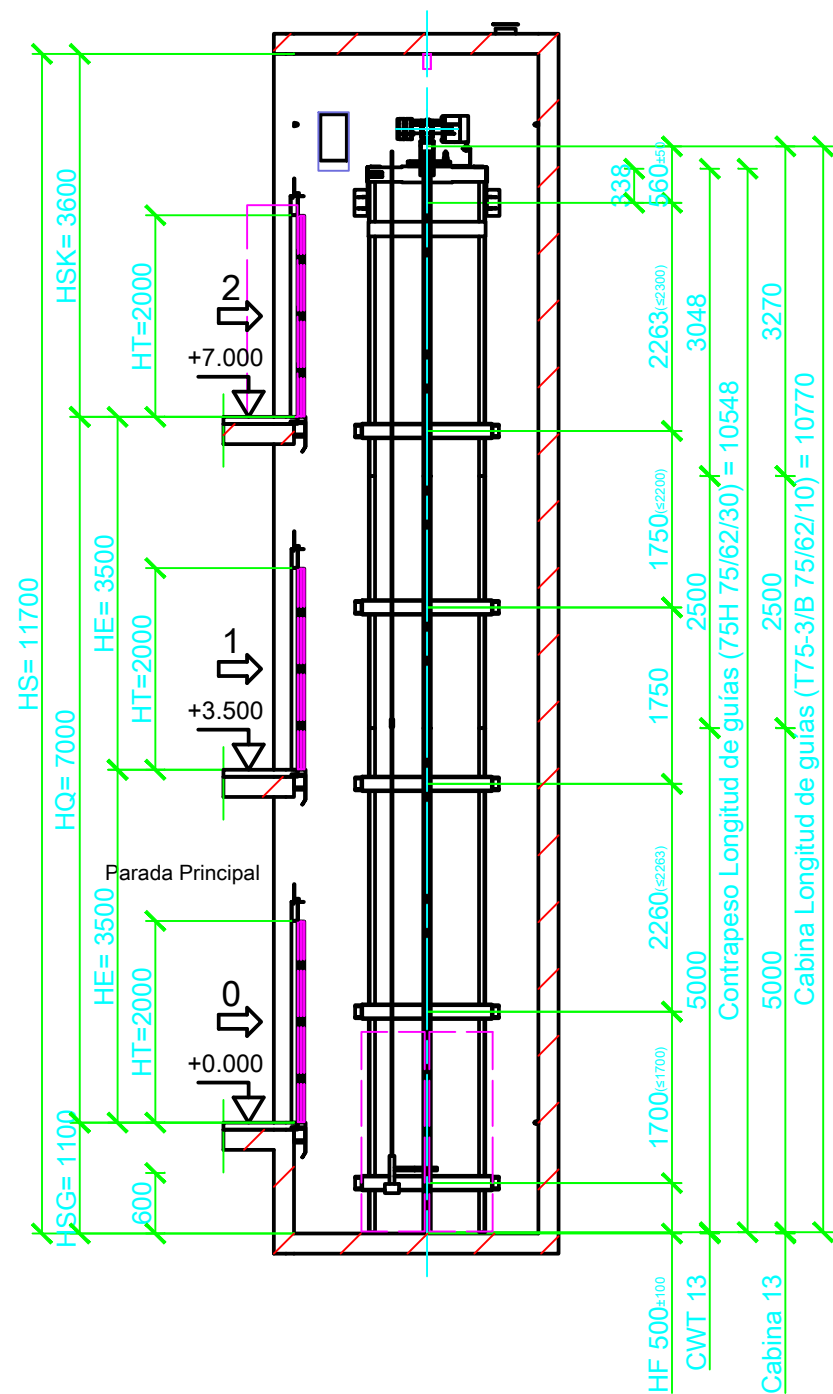 HS= 11700
HSK= 3600
HQ= 7000
HSG= 1100
HE= 3500
HE= 3500
HT=2000
HT=2000
HT=2000
600
2
+7.000
1
+3.500
Parada Principal
0
+0.000
338
560±50
2263(≤2300)
1750(≤2200)
1750
2260(≤2263)
1700(≤1700)
HF 500±100
3048
2500
5000
CWT 13
Contrapeso Longitud de guías (75H 75/62/30) = 10548
3270
2500
5000
Cabina 13
Cabina Longitud de guías (T75-3/B 75/62/10) = 10770